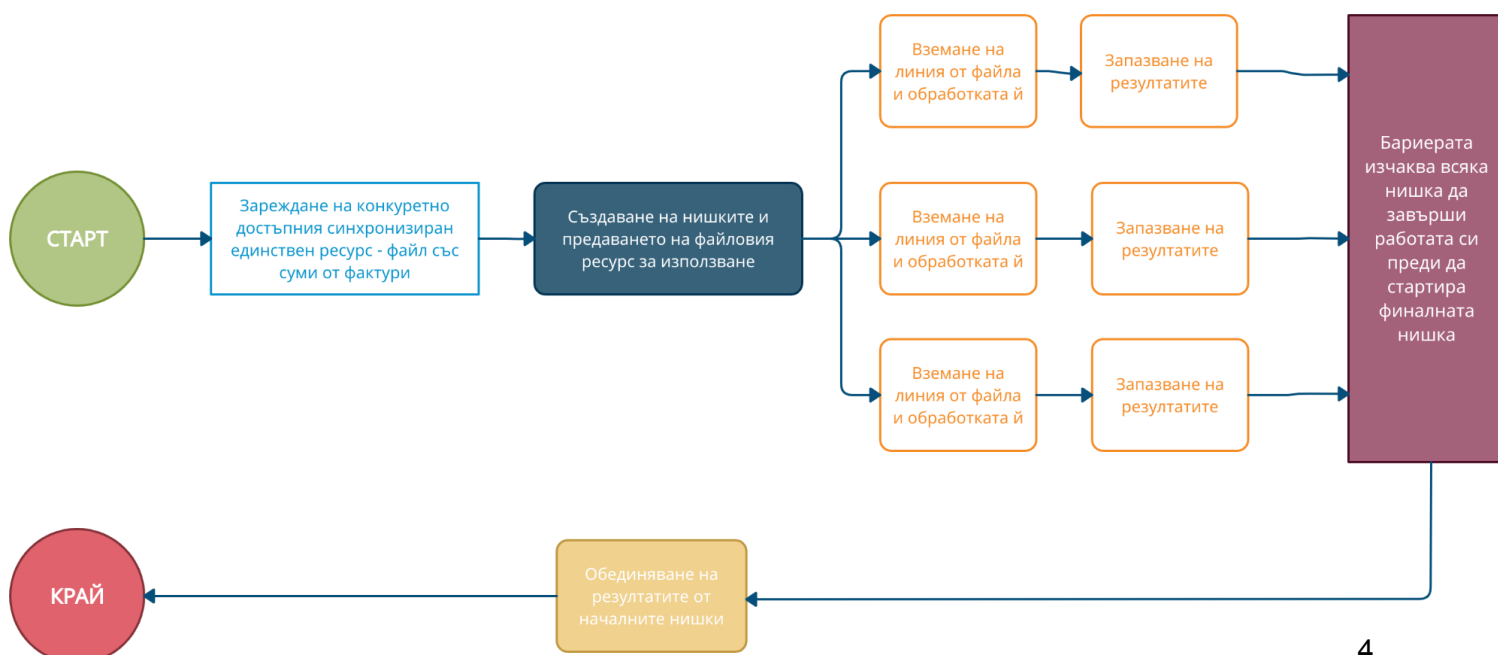 СТАРТ
Зареждане на конкуретно
достъпния синхронизиран
единствен ресурс - файл със
суми от фактури
Създаване на нишките и
предаването на файловия
ресурс за използване
Вземане на
линия от файла
и обработката й
Запазване на
резултатите
Вземане на
линия от файла
и обработката й
Запазване на
резултатите
Вземане на
линия от файла
и обработката й
Запазване на
резултатите
Бариерата
изчаква всяка
нишка да
завърши
работата си
преди да
стартира
финалната
нишка
Обединяване на
резултатите от
началните нишки
КРАЙ
4